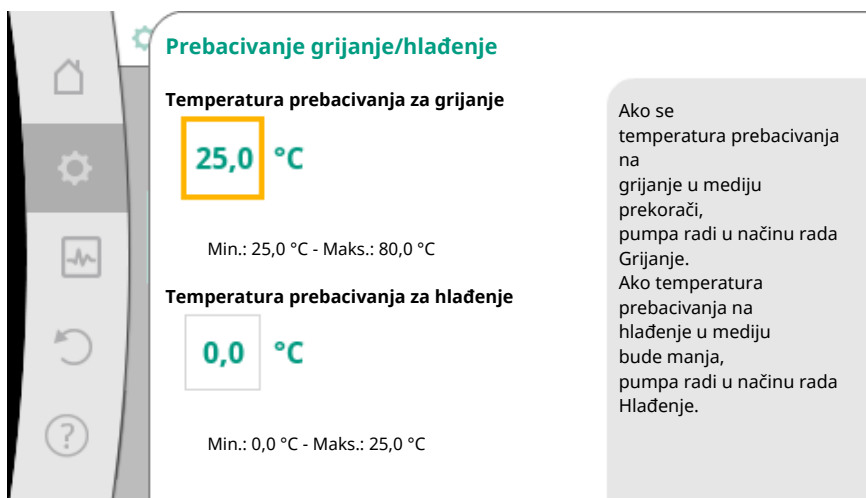 Prebacivanje grijanje/hlađenje
Temperatura prebacivanja za grijanje
25,0 °C
Min.: 25,0 °C - Maks.: 80,0 °C
Temperatura prebacivanja za hlađenje
0,0 °C
Min.: 0,0 °C - Maks.: 25,0 °C
Ako se
temperatura prebacivanja
na
grijanje u mediju
prekorači,
pumpa radi u načinu rada
Grijanje.
Ako temperatura
prebacivanja na
hlađenje u mediju
bude manja,
pumpa radi u načinu rada
Hlađenje.
?